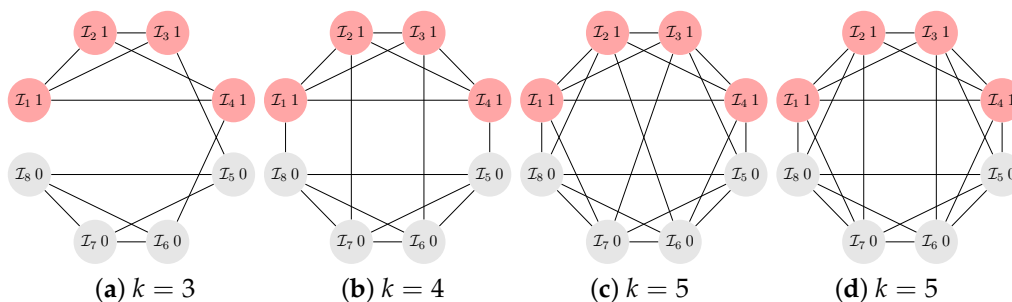 I₂ 1 I₃ 1 I₂ 1 I₃ 1 I₂ 1 I₃ 1 I₂ 1 I₃ 1
I₁ 1 I₄ 1 I₁ 1 I₄ 1 I₁ 1 I₄ 1 I₁ 1 I₄ 1
I₈ 0 I₅ 0 I₈ 0 I₅ 0 I₈ 0 I₅ 0 I₈ 0 I₅ 0
I₇ 0 I₆ 0 I₇ 0 I₆ 0 I₇ 0 I₆ 0 I₇ 0 I₆ 0
(a) k = 3 (b) k = 4 (c) k = 5 (d) k = 5